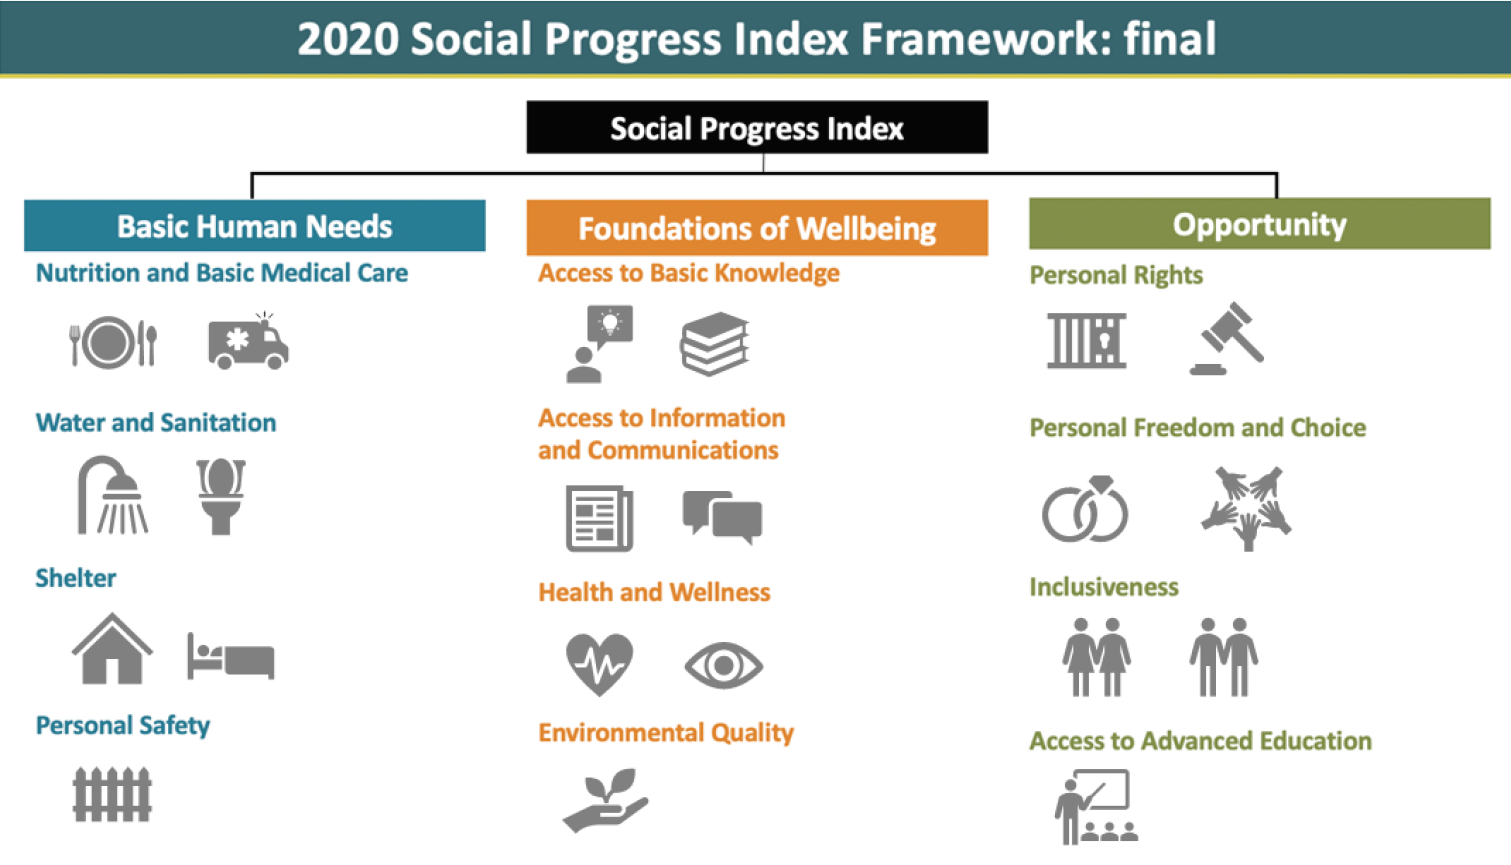 2020 Social Progress Index Framework: final
Social Progress Index
Basic Human Needs
Nutrition and Basic Medical Care
Water and Sanitation
Shelter
Personal Safety
Foundations of Wellbeing
Access to Basic Knowledge
Access to Information
and Communications
Health and Wellness
Environmental Quality
Opportunity
Personal Rights
Personal Freedom and Choice
Inclusiveness
Access to Advanced Education